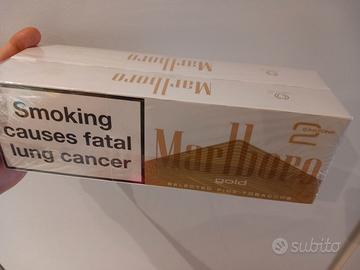 Marlboro
Marlboro
Smoking
causes fatal
lung cancer
2
Marlboro
gold
SELECTED FINE TOBACCOS
subito